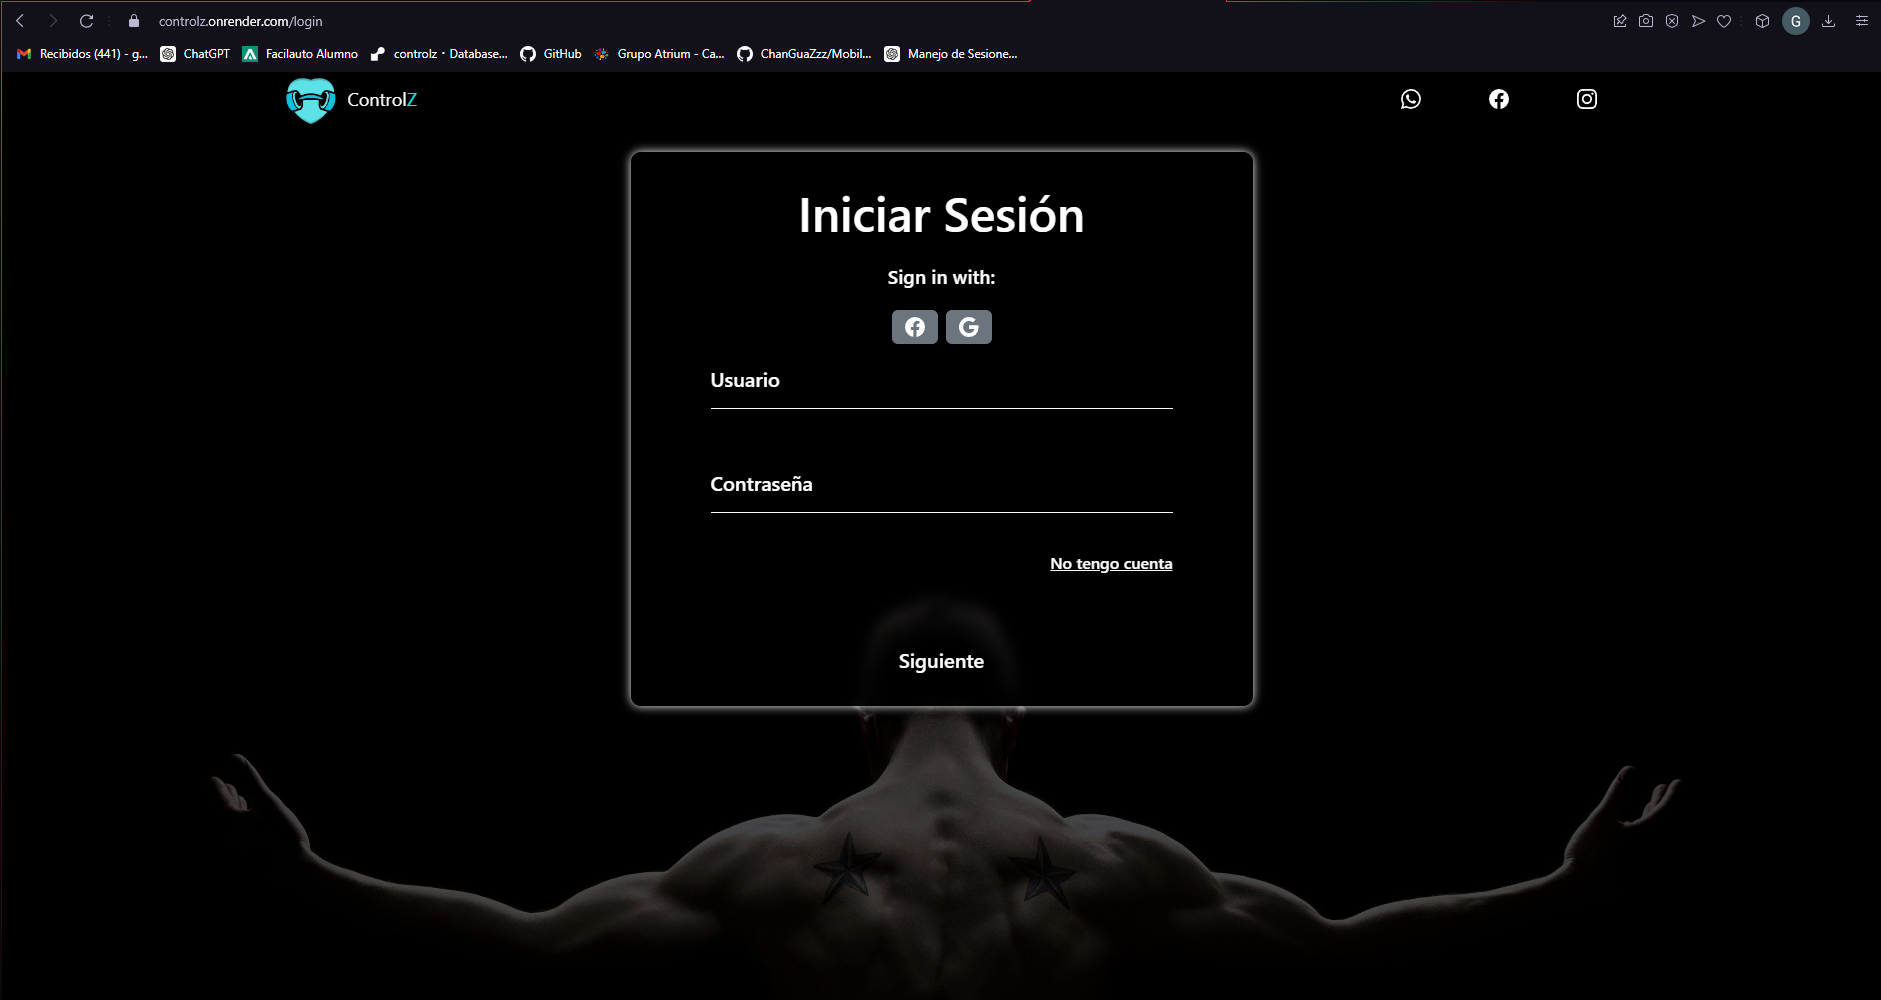 controlz.onrender.com/login
G
Recibidos (441) - g...
ChatGPT
Facilauto Alumno
controlz · Database...
GitHub
Grupo Atrium - Ca...
ChanGuaZzz/Mobil...
Manejo de Sesione...
ControlZ
Iniciar Sesión
Sign in with:
Usuario
Contraseña
No tengo cuenta
Siguiente